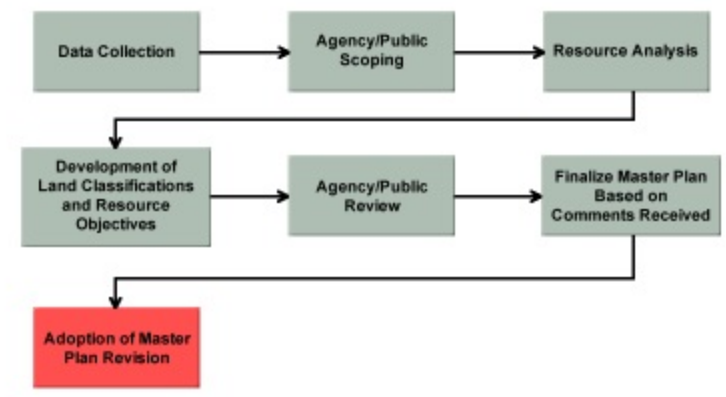 Data Collection
Agency/Public
Scoping
Resource Analysis
Development of
Land Classifications
and Resource
Objectives
Agency/Public
Review
Finalize Master Plan
Based on
Comments Received
Adoption of Master
Plan Revision